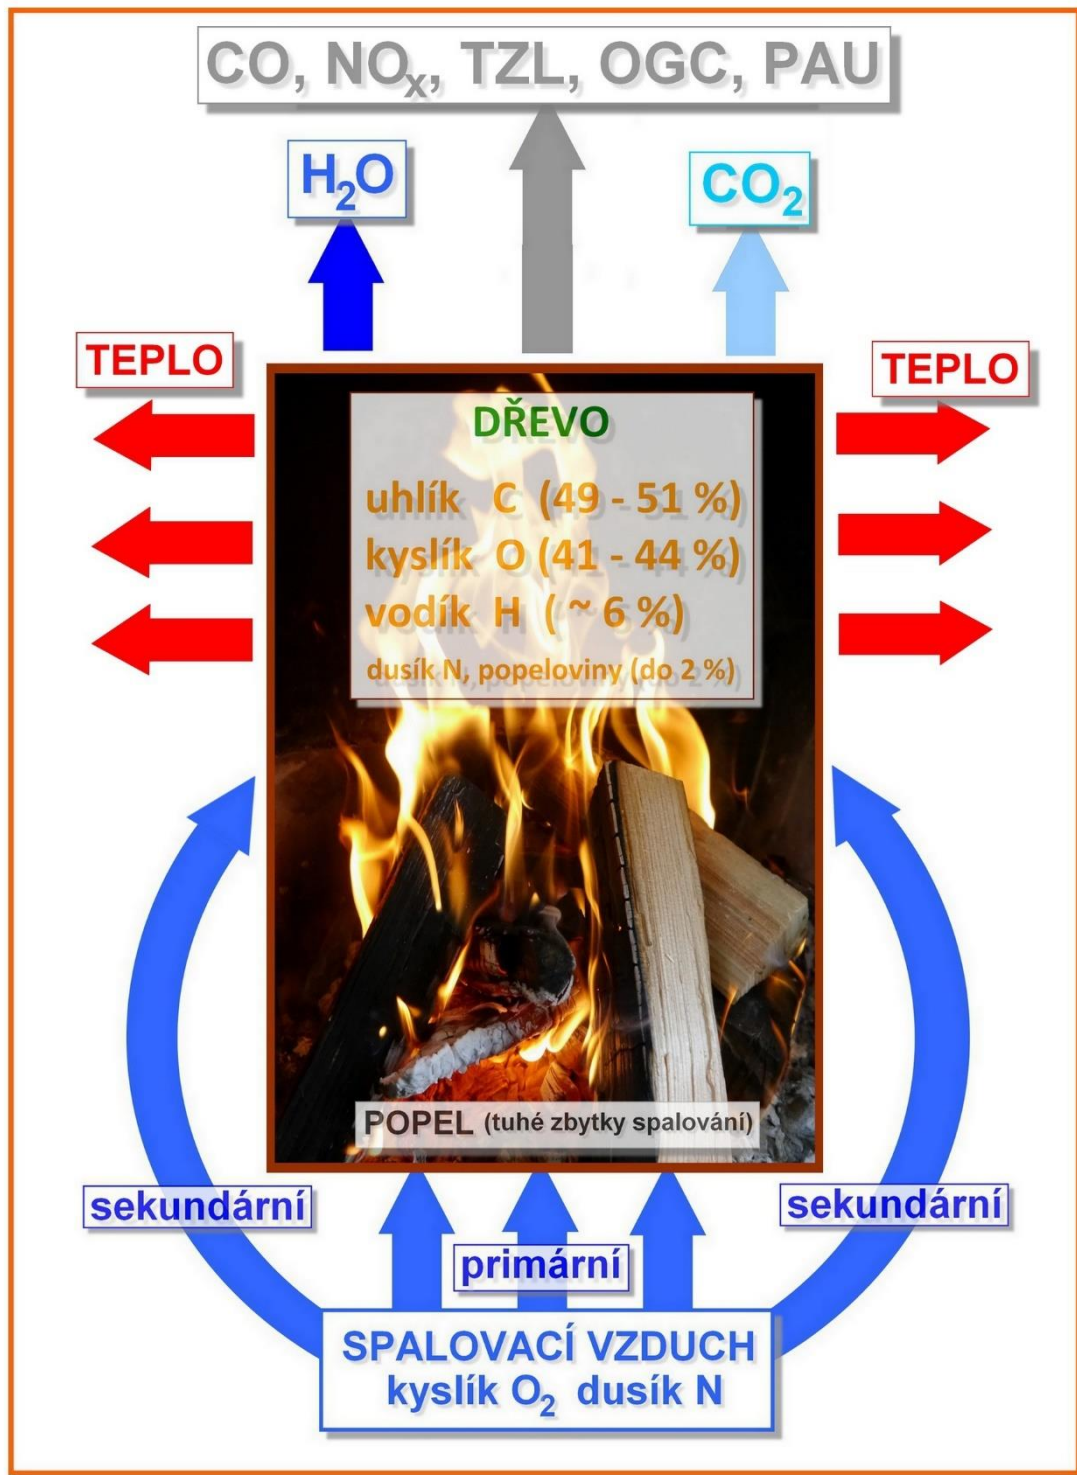 CO, NOₓ, TZL, OGC, PAU
H₂O
CO₂
TEPLO
TEPLO
DŘEVO
uhlík C (49 - 51 %)
kyslík O (41 - 44 %)
vodík H ( ~ 6 %)
dusík N, popeloviny (do 2 %)
POPEL (tuhé zbytky spalování)
sekundární
sekundární
primární
SPALOVACÍ VZDUCH
kyslík O₂ dusík N